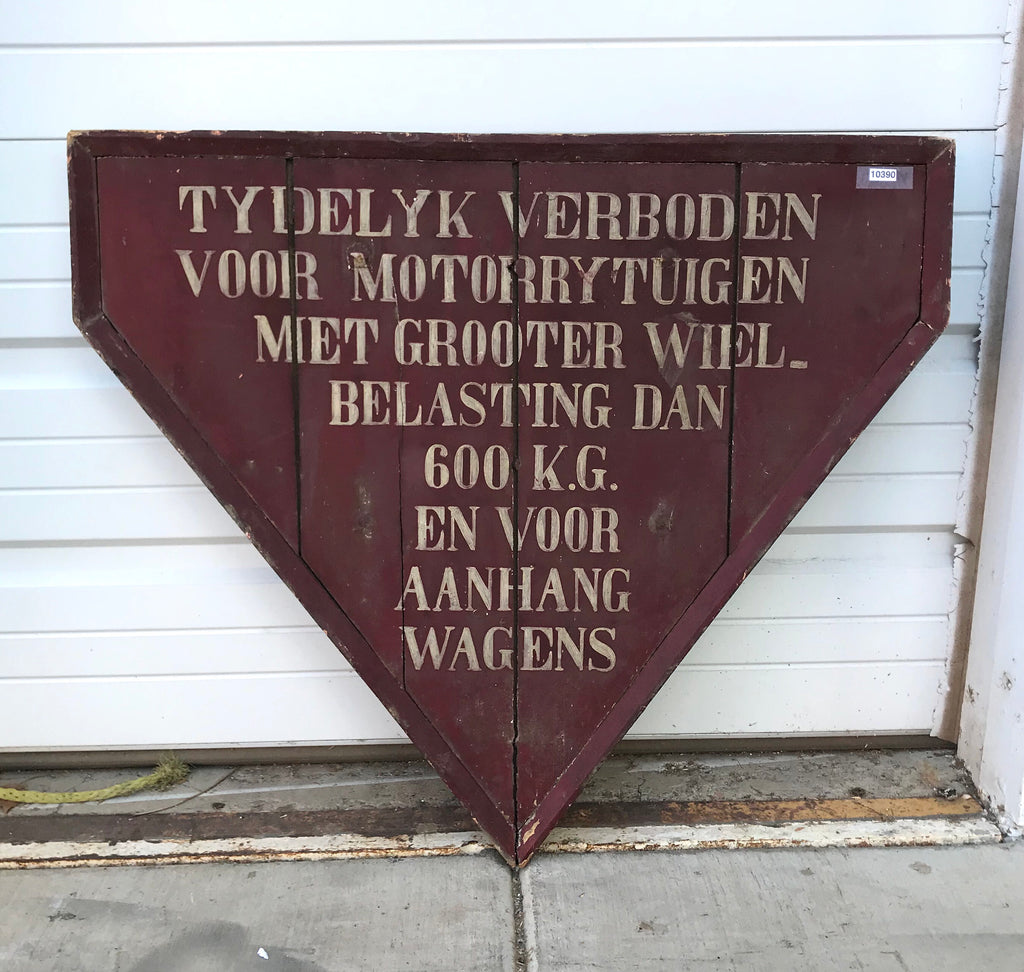 10390
TYDELYK VERBODEN
VOOR MOTORRYTUIGEN
MET GROOTER WIEL-
BELASTING DAN
600 K.G.
EN VOOR
AANHANG
WAGENS